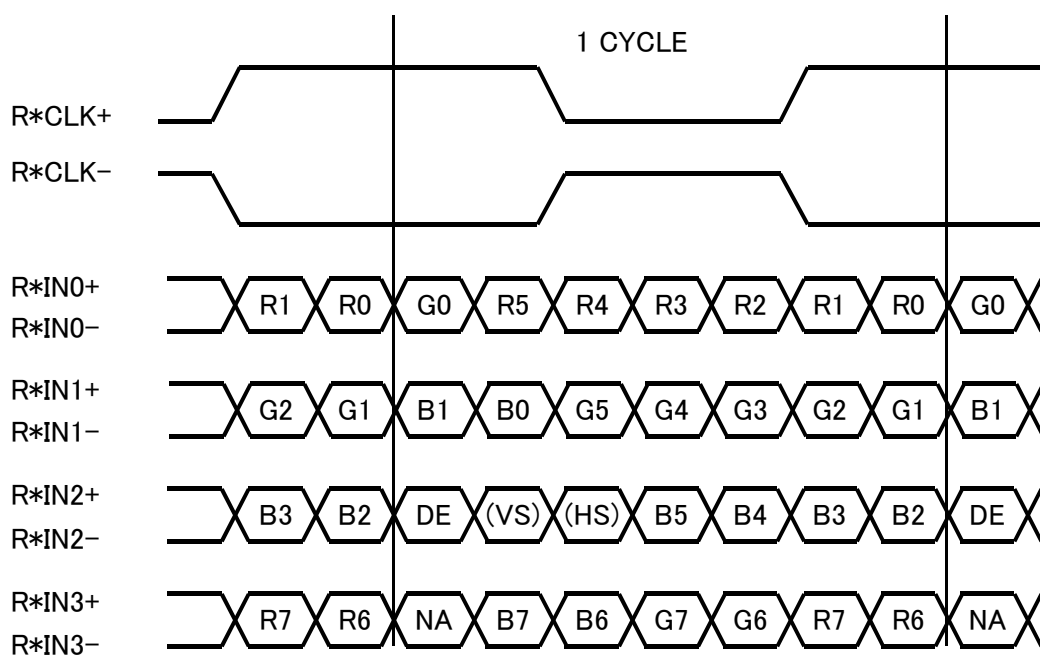 1 CYCLE
R*CLK+
R*CLK-
R*IN0+
R1 R0 G0 R5 R4 R3 R2 R1 R0 G0
R*IN0-
R*IN1+
G2 G1 B1 B0 G5 G4 G3 G2 G1 B1
R*IN1-
R*IN2+
B3 B2 DE (VS) (HS) B5 B4 B3 B2 DE
R*IN2-
R*IN3+
R7 R6 NA B7 B6 G7 G6 R7 R6 NA
R*IN3-